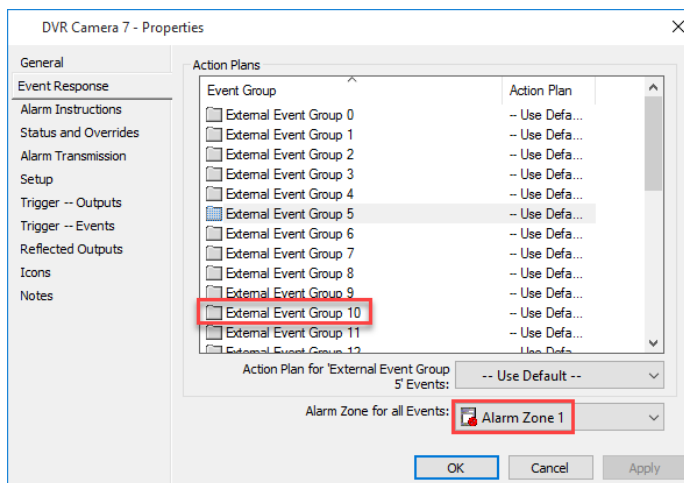 DVR Camera 7 - Properties
General
Event Response
Alarm Instructions
Status and Overrides
Alarm Transmission
Setup
Trigger -- Outputs
Trigger -- Events
Reflected Outputs
Icons
Notes
Action Plans
Event Group Action Plan
External Event Group 0 -- Use Defa...
External Event Group 1 -- Use Defa...
External Event Group 2 -- Use Defa...
External Event Group 3 -- Use Defa...
External Event Group 4 -- Use Defa...
External Event Group 5 -- Use Defa...
External Event Group 6 -- Use Defa...
External Event Group 7 -- Use Defa...
External Event Group 8 -- Use Defa...
External Event Group 9 -- Use Defa...
External Event Group 10 -- Use Defa...
External Event Group 11 -- Use Defa...
External Event Group 12 -- Use Defa...
Action Plan for 'External Event Group
5' Events:
-- Use Default --
Alarm Zone for all Events:
Alarm Zone 1
OK
Cancel
Apply